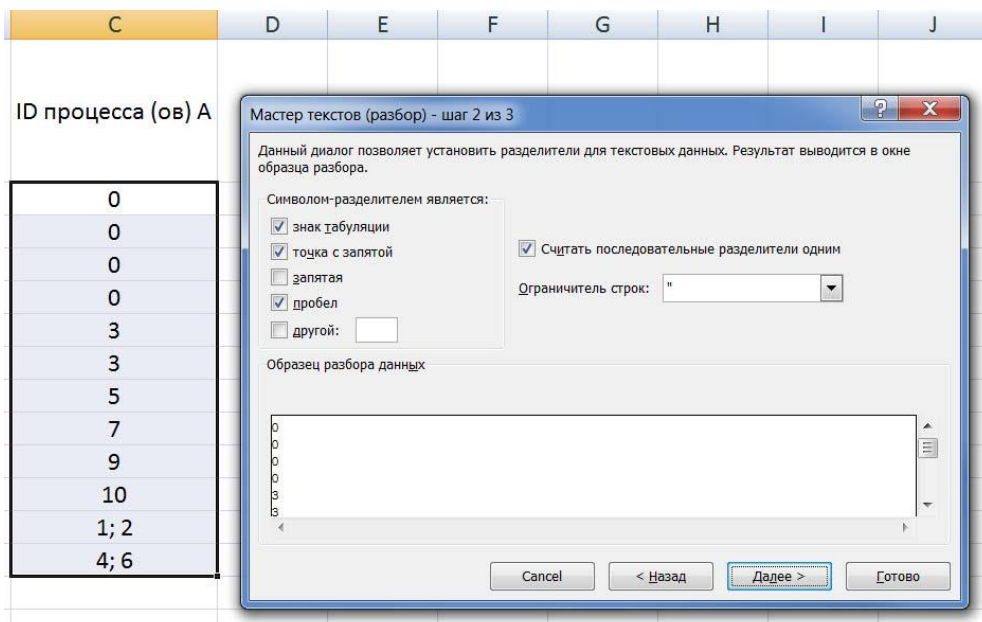 C D E F G H I J
ID процесса (ов) А
0
0
0
0
3
3
5
7
9
10
1; 2
4; 6
Мастер текстов (разбор) - шаг 2 из 3
Данный диалог позволяет установить разделители для текстовых данных. Результат выводится в окне
образца разбора.
Символом-разделителем является:
знак табуляции
точка с запятой
запятая
пробел
другой:
Считать последовательные разделители одним
Ограничитель строк: "
Образец разбора данных
0
0
0
0
3
3
Cancel < Назад Далее > Готово